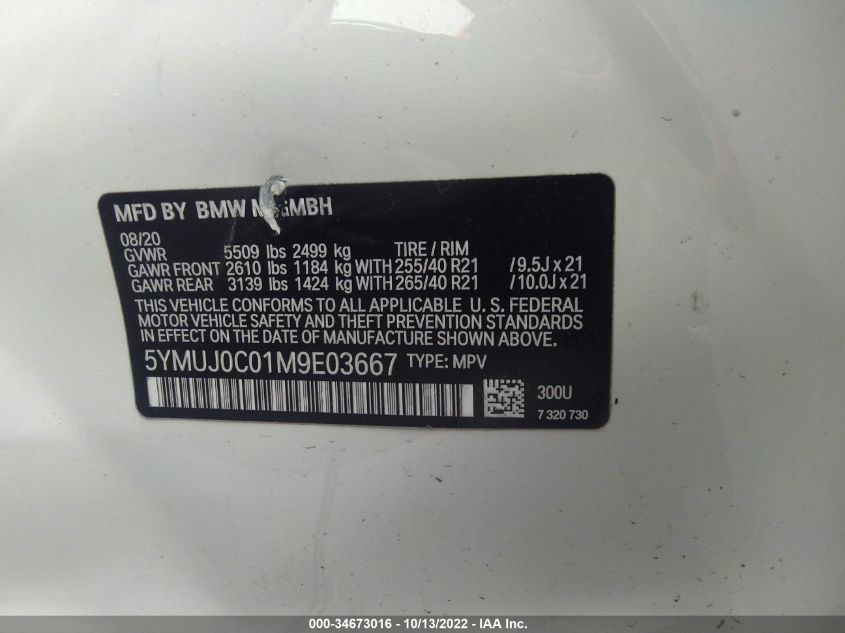 MFD BY BMW M GMBH
08/20
GVWR 5509 lbs 2499 kg TIRE / RIM
GAWR FRONT 2610 lbs 1184 kg WITH 255/40 R21 / 9.5J x 21
GAWR REAR 3139 lbs 1424 kg WITH 265/40 R21 / 10.0J x 21
THIS VEHICLE CONFORMS TO ALL APPLICABLE U. S. FEDERAL
MOTOR VEHICLE SAFETY AND THEFT PREVENTION STANDARDS
IN EFFECT ON THE DATE OF MANUFACTURE SHOWN ABOVE.
5YMUJ0C01M9E03667 TYPE: MPV
300U
7 320 730
000-34673016 - 10/13/2022 - IAA Inc.